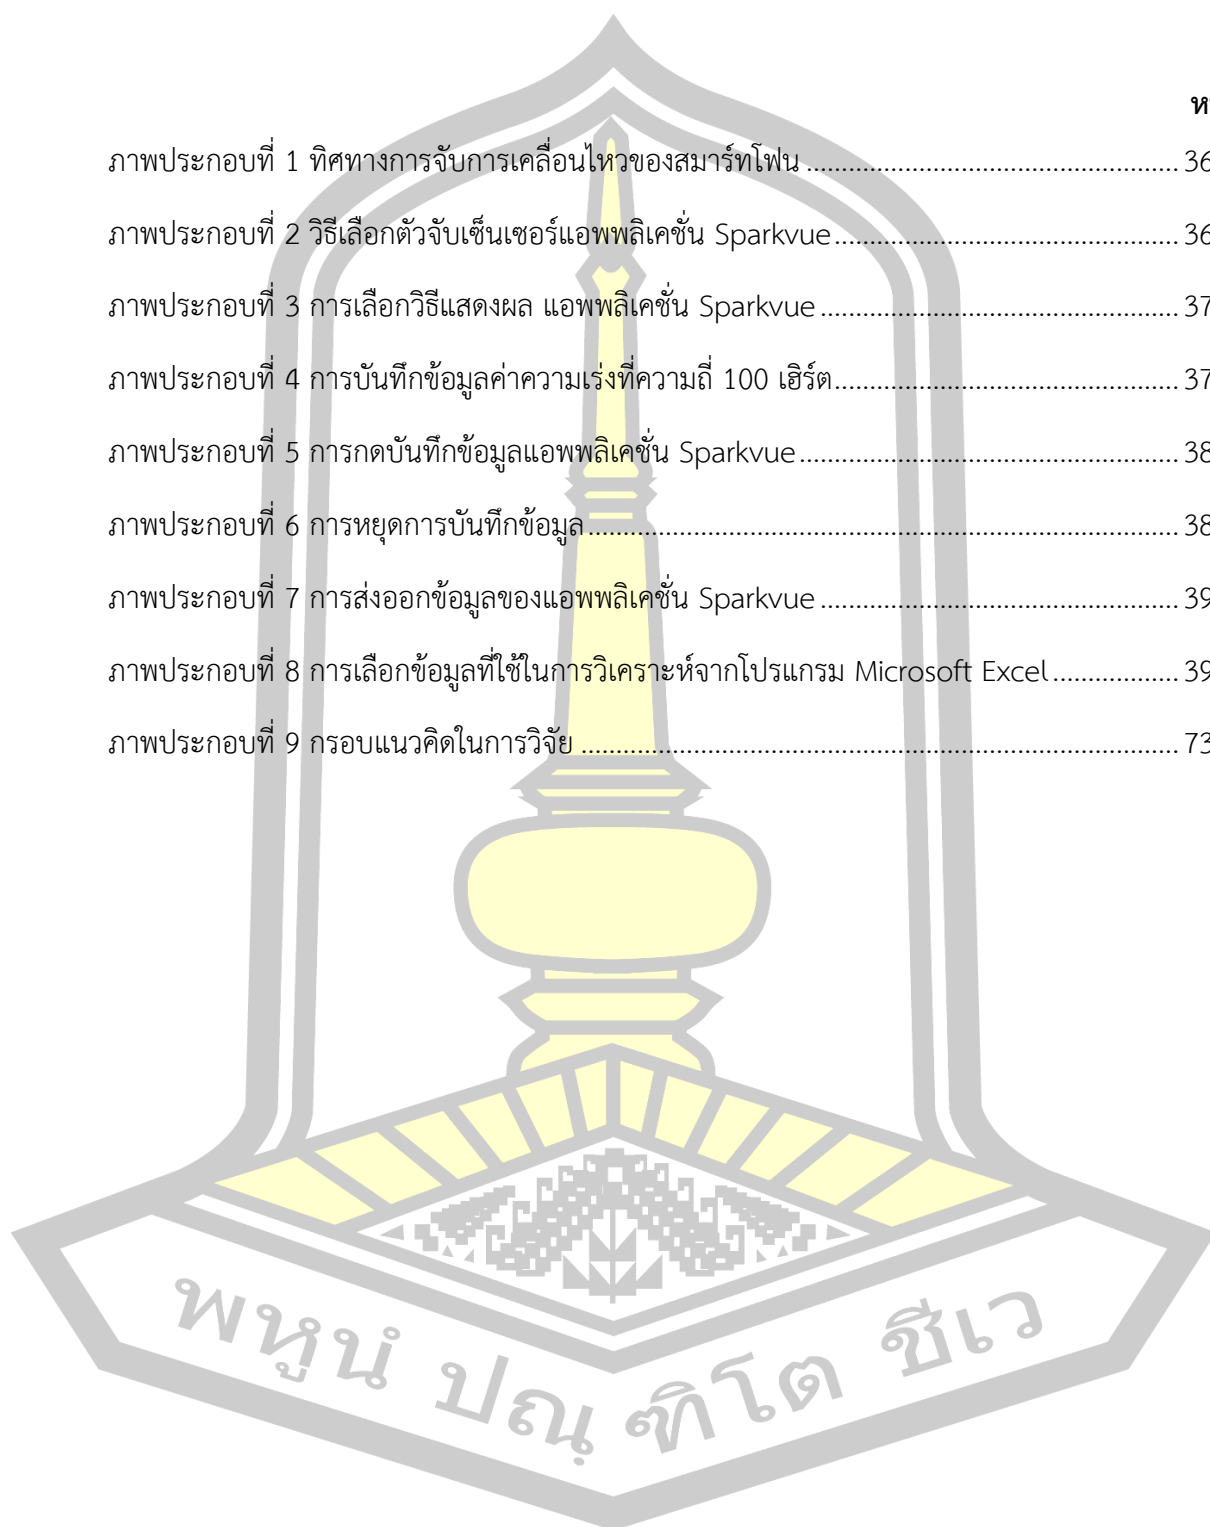 ภาพประกอบที่ 1 ทิศทางการจับการเคลื่อนไหวของสมาร์ทโฟน ........................................................ 36
ภาพประกอบที่ 2 วิธีเลือกตัวจับเซ็นเซอร์แอพพลิเคชั่น Sparkvue.................................................... 36
ภาพประกอบที่ 3 การเลือกวิธีแสดงผล แอพพลิเคชั่น Sparkvue ...................................................... 37
ภาพประกอบที่ 4 การบันทึกข้อมูลค่าความเร่งที่ความถี่ 100 เฮิร์ต.................................................... 37
ภาพประกอบที่ 5 การกดบันทึกข้อมูลแอพพลิเคชั่น Sparkvue......................................................... 38
ภาพประกอบที่ 6 การหยุดการบันทึกข้อมูล......................................................................................... 38
ภาพประกอบที่ 7 การส่งออกข้อมูลของแอพพลิเคชั่น Sparkvue ...................................................... 39
ภาพประกอบที่ 8 การเลือกข้อมูลที่ใช้ในการวิเคราะห์จากโปรแกรม Microsoft Excel................... 39
ภาพประกอบที่ 9 กรอบแนวคิดในการวิจัย ......................................................................................... 73
พหูนํ ปณฺฑิโต ชีเว